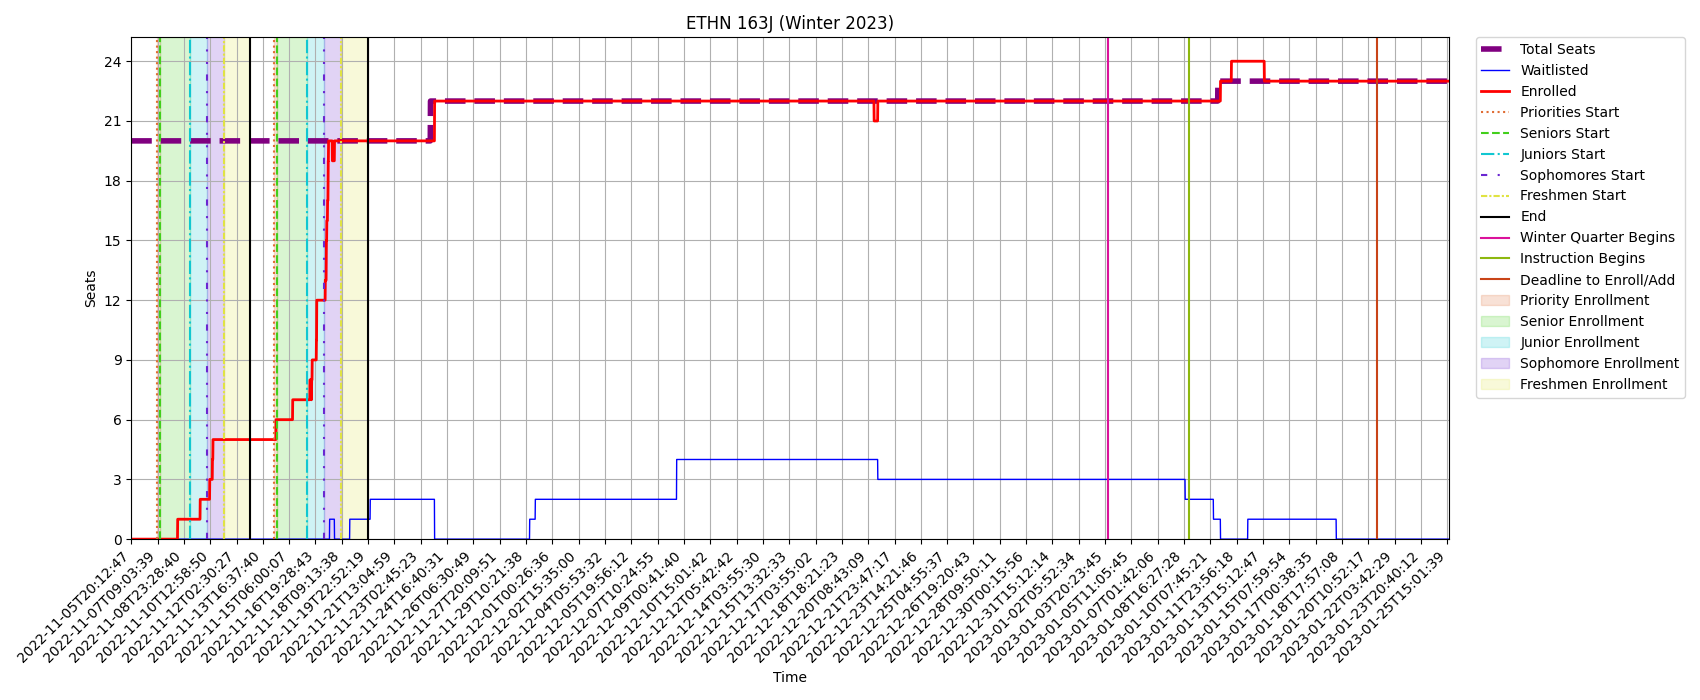 ETHN 163J (Winter 2023)
Seats
24
21
18
15
12
9
6
3
0
2022-11-05T20:12:47
2022-11-07T09:03:39
2022-11-08T23:28:40
2022-11-10T12:58:50
2022-11-12T02:30:27
2022-11-13T16:37:40
2022-11-15T06:00:07
2022-11-16T19:28:43
2022-11-18T09:13:38
2022-11-19T22:52:19
2022-11-21T13:04:59
2022-11-23T02:45:23
2022-11-24T16:40:31
2022-11-26T06:30:49
2022-11-27T20:09:51
2022-11-29T10:21:38
2022-12-01T00:26:36
2022-12-02T15:35:00
2022-12-04T05:53:32
2022-12-05T19:56:12
2022-12-07T10:24:55
2022-12-09T00:41:40
2022-12-10T15:01:42
2022-12-12T05:42:42
2022-12-14T03:55:30
2022-12-15T17:32:33
2022-12-17T03:55:02
2022-12-18T18:21:23
2022-12-20T08:43:09
2022-12-21T23:47:17
2022-12-23T14:21:46
2022-12-25T04:55:37
2022-12-26T19:20:43
2022-12-28T09:50:11
2022-12-30T00:15:56
2022-12-31T15:12:14
2023-01-02T05:52:34
2023-01-03T20:23:45
2023-01-05T11:05:45
2023-01-07T01:42:06
2023-01-08T16:27:28
2023-01-10T07:45:21
2023-01-11T23:56:18
2023-01-13T15:12:47
2023-01-15T07:59:54
2023-01-17T00:38:35
2023-01-18T17:57:08
2023-01-20T10:52:17
2023-01-22T03:42:29
2023-01-23T20:40:12
2023-01-25T15:01:39
Time
Total Seats
Waitlisted
Enrolled
Priorities Start
Seniors Start
Juniors Start
Sophomores Start
Freshmen Start
End
Winter Quarter Begins
Instruction Begins
Deadline to Enroll/Add
Priority Enrollment
Senior Enrollment
Junior Enrollment
Sophomore Enrollment
Freshmen Enrollment